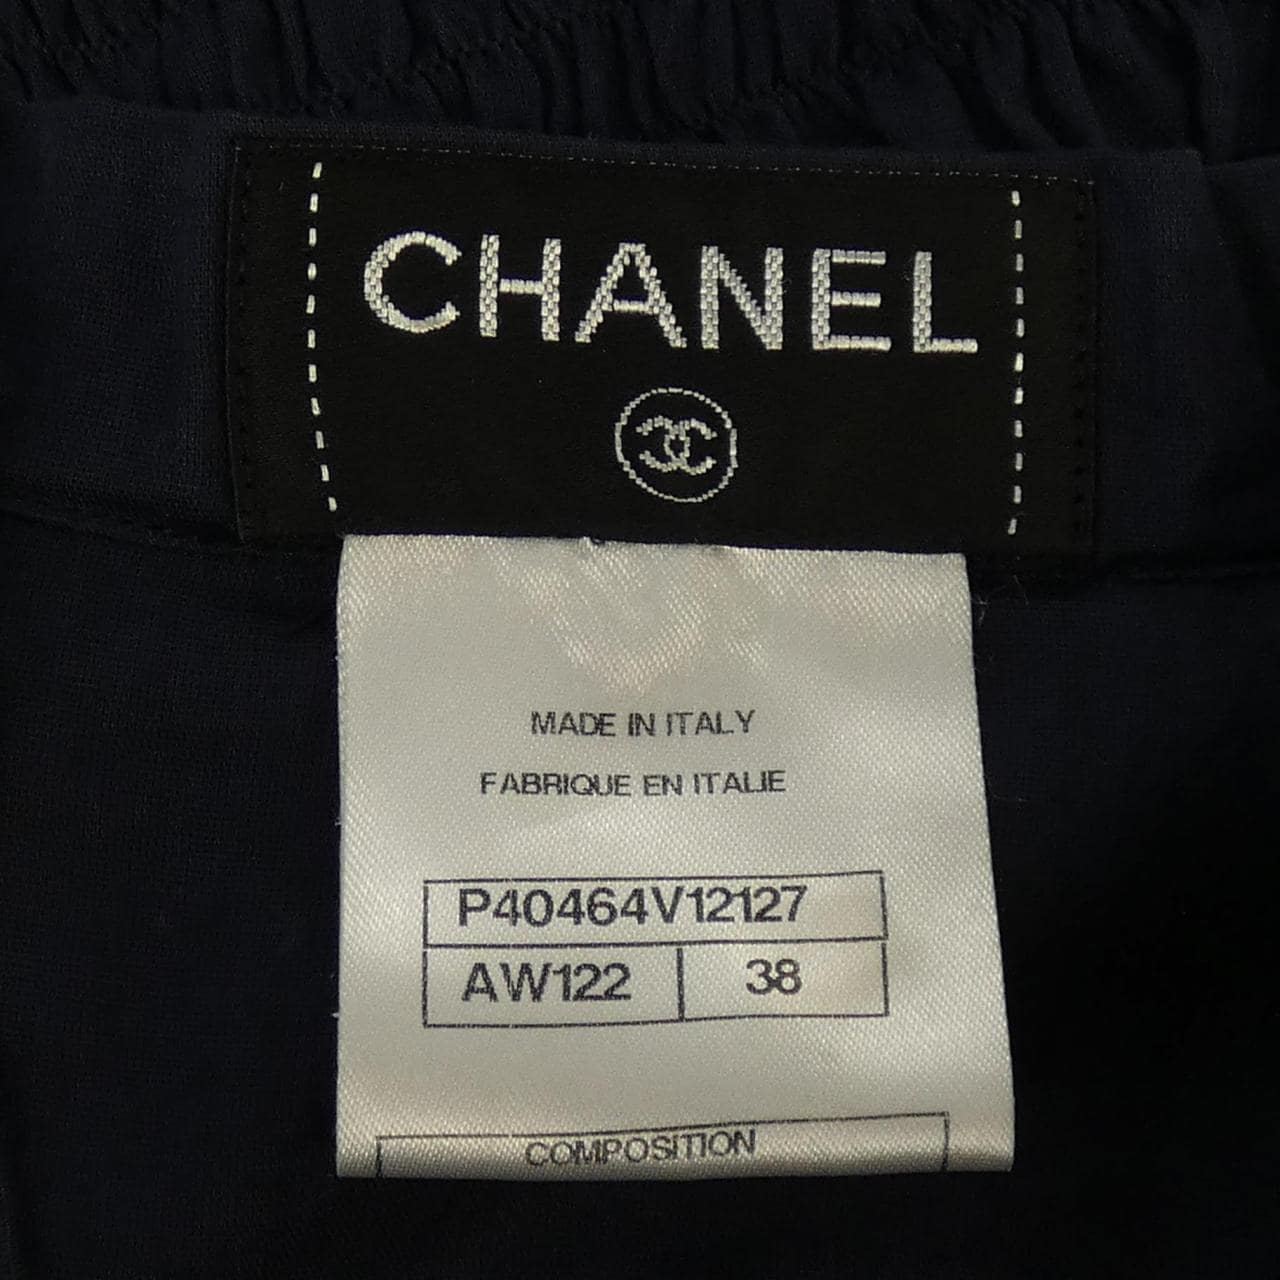 CHANEL
MADE IN ITALY
FABRIQUE EN ITALIE
P40464V12127
AW122 38
COMPOSITION